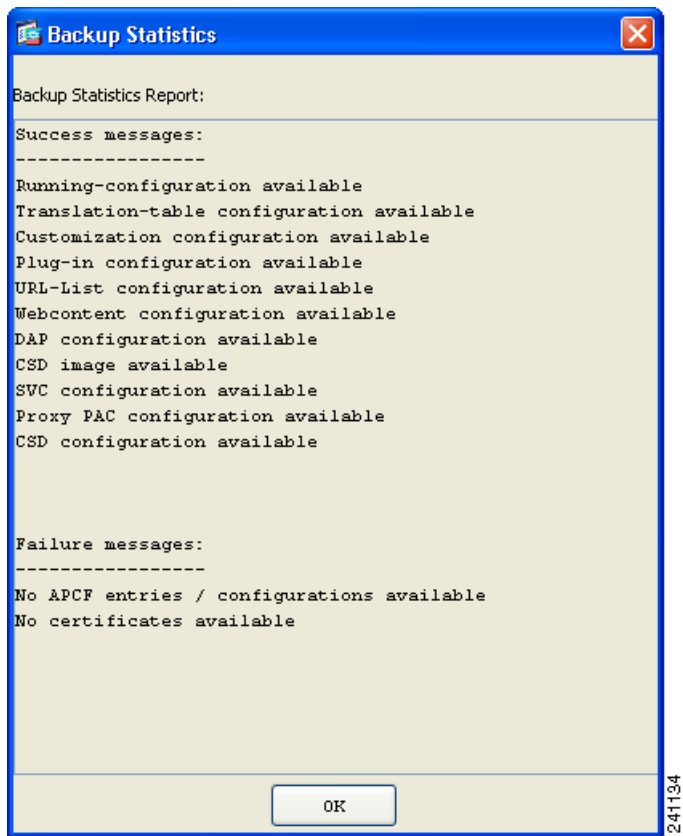 Backup Statistics
Backup Statistics Report:
Success messages:
-----------------
Running-configuration available
Translation-table configuration available
Customization configuration available
Plug-in configuration available
URL-List configuration available
Webcontent configuration available
DAP configuration available
CSD image available
SVC configuration available
Proxy PAC configuration available
CSD configuration available
Failure messages:
-----------------
No APCF entries / configurations available
No certificates available
OK
241134